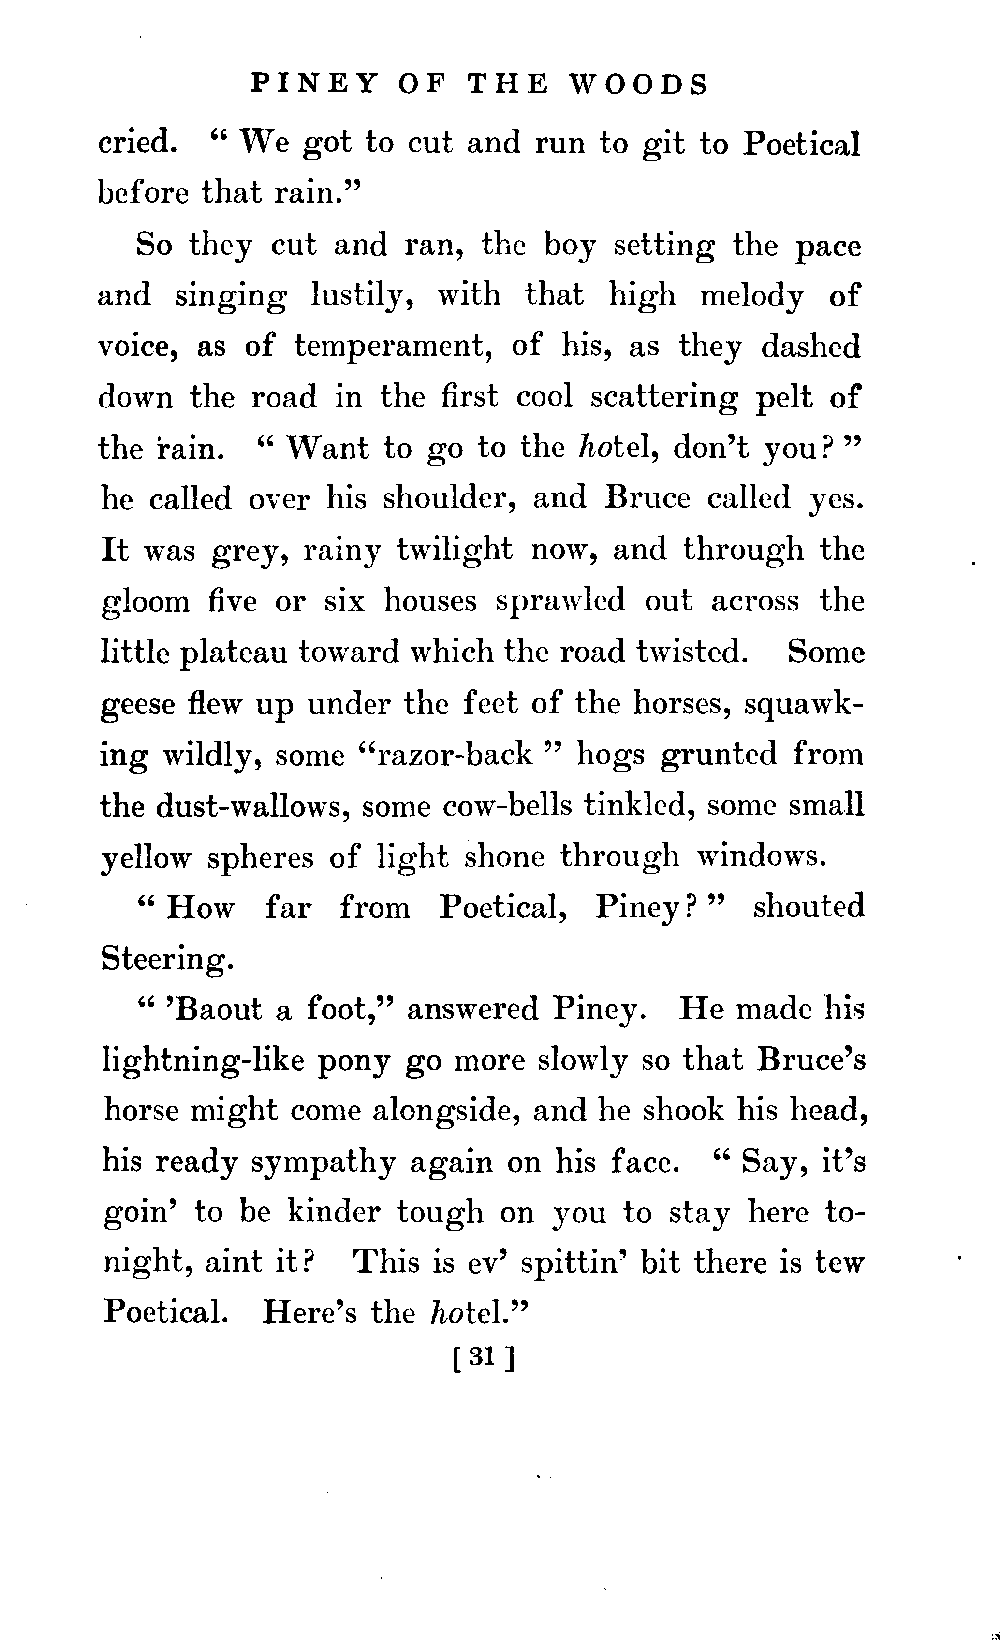 PINEY OF THE WOODS
cried. “ We got to cut and run to git to Poetical
before that rain.”
So they cut and ran, the boy setting the pace
and singing lustily, with that high melody of
voice, as of temperament, of his, as they dashed
down the road in the first cool scattering pelt of
the rain. “ Want to go to the hotel, don’t you? ”
he called over his shoulder, and Bruce called yes.
It was grey, rainy twilight now, and through the
gloom five or six houses sprawled out across the
little plateau toward which the road twisted. Some
geese flew up under the feet of the horses, squawk-
ing wildly, some “razor-back ” hogs grunted from
the dust-wallows, some cow-bells tinkled, some small
yellow spheres of light shone through windows.
“ How far from Poetical, Piney? ” shouted
Steering.
“ ’Baout a foot,” answered Piney. He made his
lightning-like pony go more slowly so that Bruce’s
horse might come alongside, and he shook his head,
his ready sympathy again on his face. “ Say, it’s
goin’ to be kinder tough on you to stay here to-
night, aint it? This is ev’ spittin’ bit there is tew
Poetical. Here’s the hotel.”
[ 31 ]